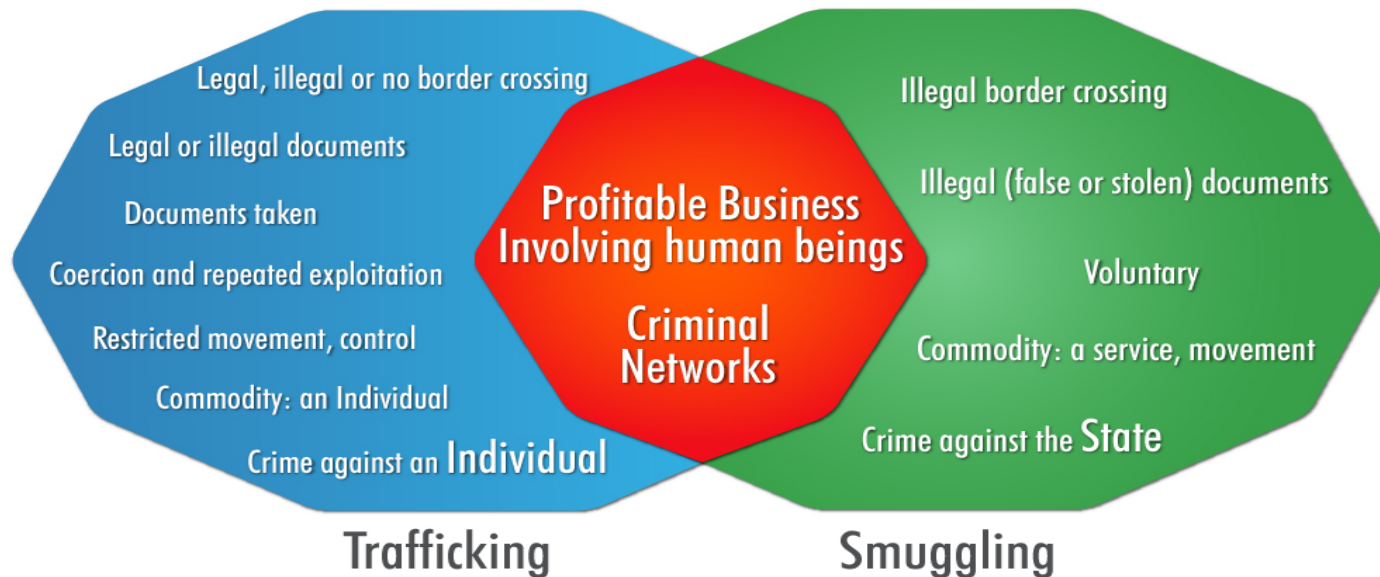 Legal, illegal or no border crossing
Legal or illegal documents
Documents taken
Coercion and repeated exploitation
Restricted movement, control
Commodity: an Individual
Crime against an Individual
Profitable Business
Involving human beings
Criminal
Networks
Illegal border crossing
Illegal (false or stolen) documents
Voluntary
Commodity: a service, movement
Crime against the State
Trafficking
Smuggling